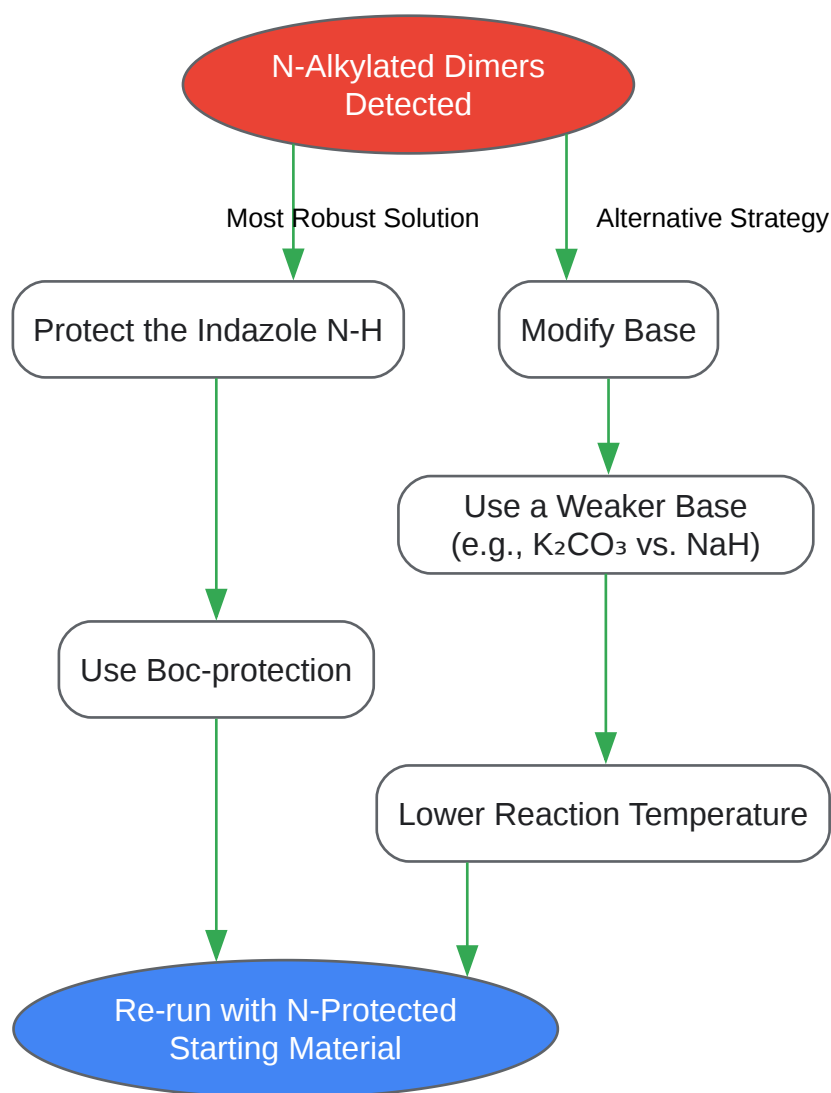 N-Alkylated Dimers
Detected
Most Robust Solution
Alternative Strategy
Protect the Indazole N-H
Modify Base
Use a Weaker Base
(e.g., K₂CO₃ vs. NaH)
Use Boc-protection
Lower Reaction Temperature
Re-run with N-Protected
Starting Material